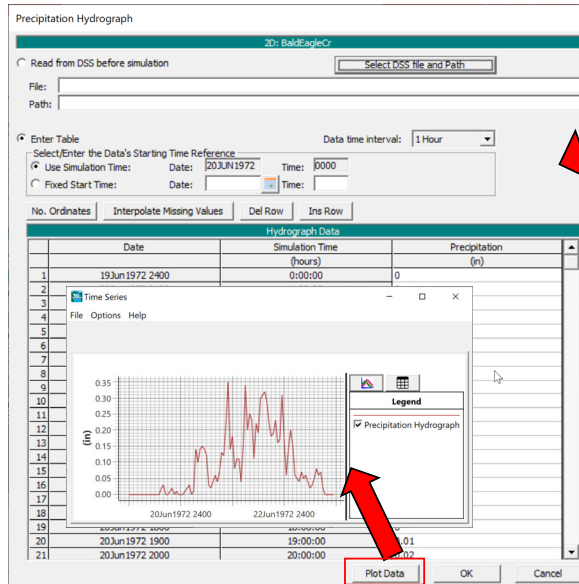 Precipitation Hydrograph
2D: BaldEagleCr
Read from DSS before simulation
Select DSS file and Path
File:
Path:
Enter Table
Data time interval: 1 Hour
Select/Enter the Data's Starting Time Reference
Use Simulation Time: Date: 20JUN1972 Time: 0000
Fixed Start Time: Date: Time:
No. Ordinates Interpolate Missing Values Del Row Ins Row
Hydrograph Data
Date Simulation Time Precipitation
(hours) (in)
1 19Jun1972 2400 0:00:00 0
2
3
4
5
6
7
8
9
10
11
12
13
14
15
16
17
18
Time Series
File Options Help
0.35
0.30
0.25
0.20
0.15
0.10
0.05
0.00
(in)
20Jun1972 2400 22Jun1972 2400
Legend
Precipitation Hydrograph
19
20 20Jun1972 1900 19:00:00 0.01
21 20Jun1972 2000 20:00:00 0.02
Plot Data OK Cancel